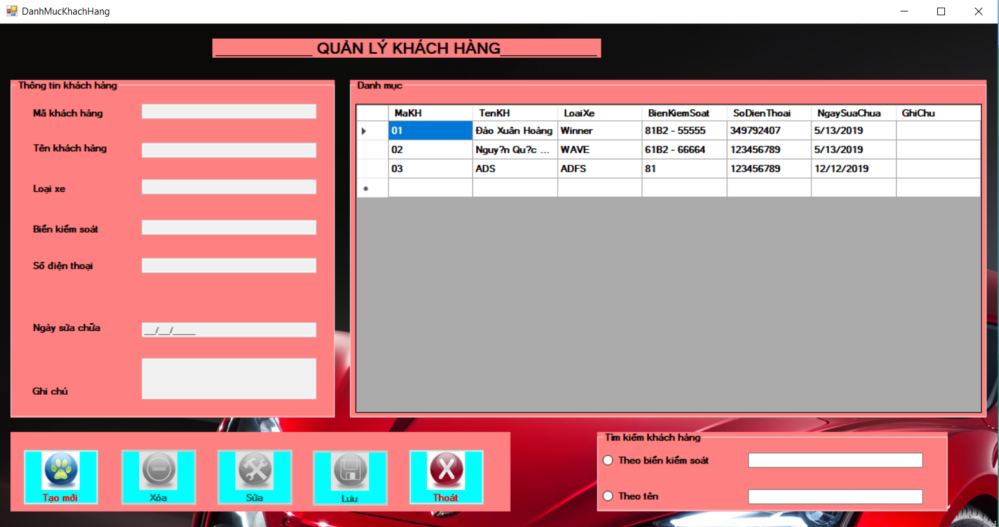 DanhMucKhachHang
____________ QUẢN LÝ KHÁCH HÀNG____________
Thông tin khách hàng
Mã khách hàng
Tên khách hàng
Loại xe
Biển kiểm soát
Số điện thoại
Ngày sửa chữa
__/__/____
Ghi chú
Danh mục
MaKH TenKH LoaiXe BienKiemSoat SoDienThoai NgaySuaChua GhiChu
01 Đào Xuân Hoàng Winner 81B2 - 55555 349792407 5/13/2019
02 Nguy?n Qu?c ... WAVE 61B2 - 66664 123456789 5/13/2019
03 ADS ADFS 81 123456789 12/12/2019
Tạo mới
Xóa
Sửa
Lưu
Thoát
Tìm kiếm khách hàng
Theo biển kiểm soát
Theo tên